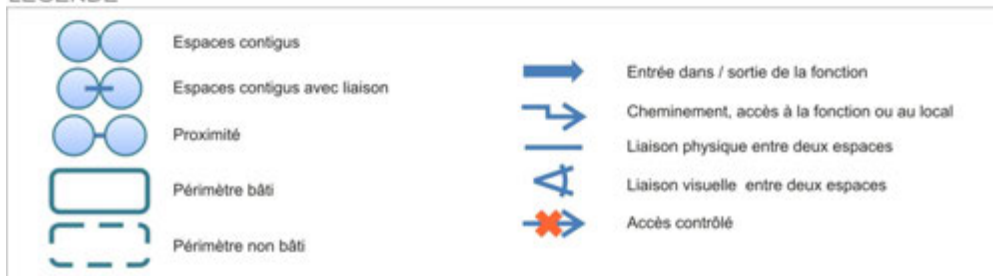 LEGENDE
Espaces contigus
Espaces contigus avec liaison
Proximité
Périmètre bâti
Périmètre non bâti
Entrée dans / sortie de la fonction
Cheminement, accès à la fonction ou au local
Liaison physique entre deux espaces
Liaison visuelle entre deux espaces
Accès contrôlé